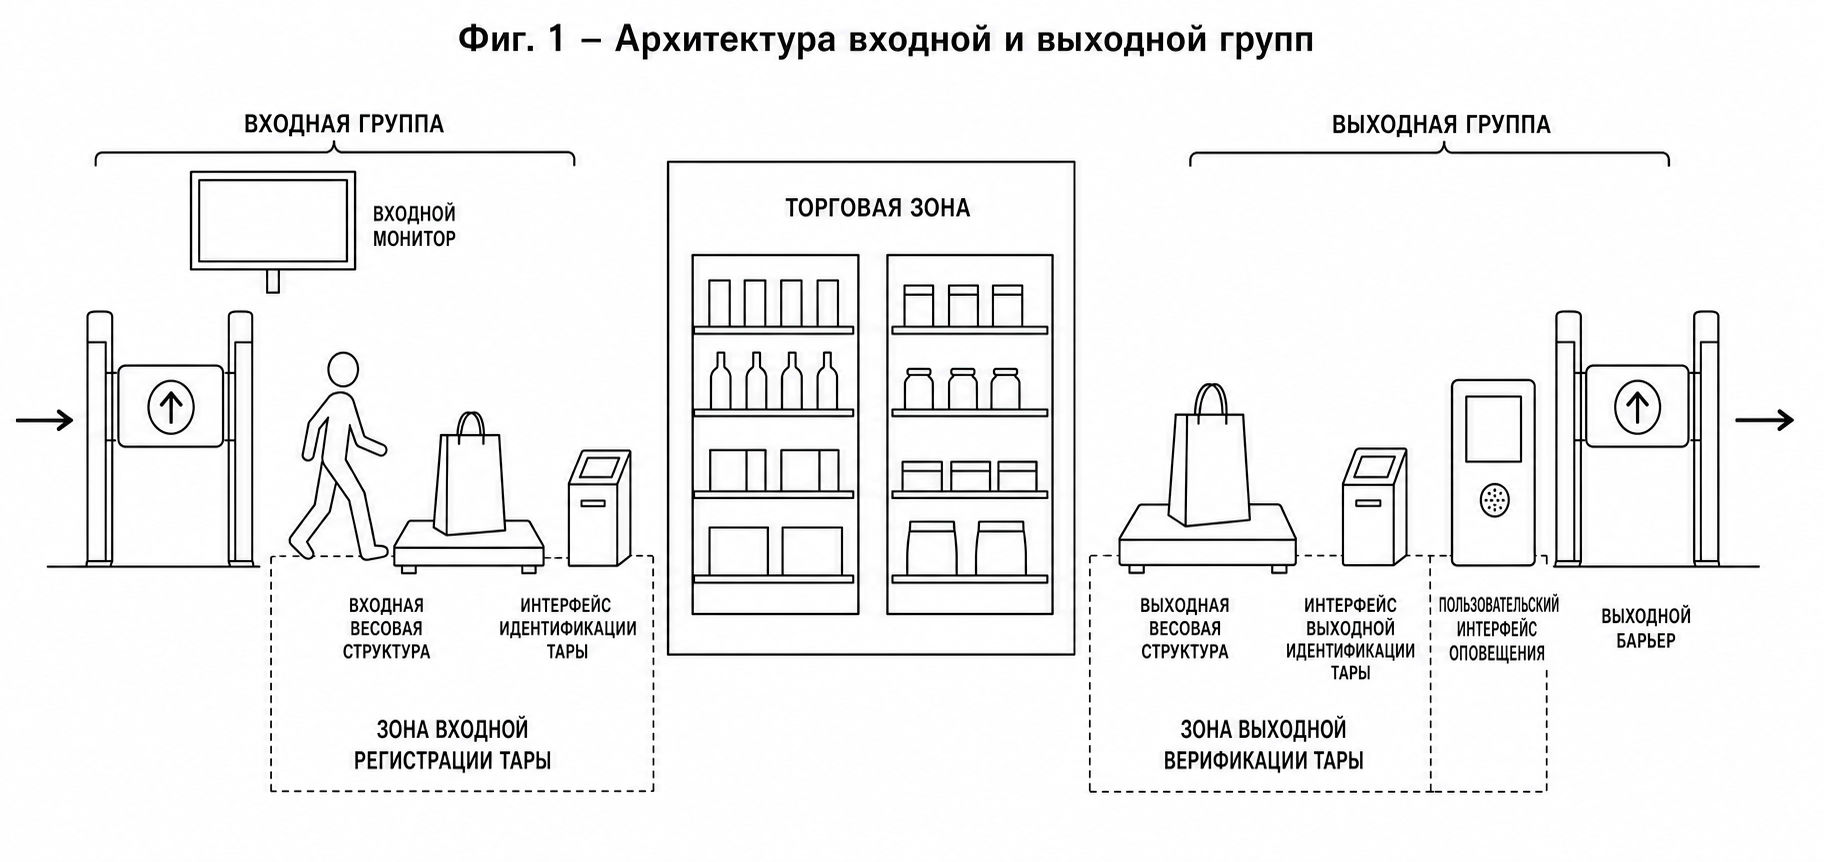 Фиг. 1 – Архитектура входной и выходной групп
ВХОДНАЯ ГРУППА
ВЫХОДНАЯ ГРУППА
ВХОДНОЙ
МОНИТОР
ТОРГОВАЯ ЗОНА
ВХОДНАЯ
ВЕСОВАЯ
СТРУКТУРА
ИНТЕРФЕЙС
ИДЕНТИФИКАЦИИ
ТАРЫ
ЗОНА ВХОДНОЙ
РЕГИСТРАЦИИ ТАРЫ
ВЫХОДНАЯ
ВЕСОВАЯ
СТРУКТУРА
ИНТЕРФЕЙС
ВЫХОДНОЙ
ИДЕНТИФИКАЦИИ
ТАРЫ
ПОЛЬЗОВАТЕЛЬСКИЙ
ИНТЕРФЕЙС
ОПОВЕЩЕНИЯ
ВЫХОДНОЙ
БАРЬЕР
ЗОНА ВЫХОДНОЙ
ВЕРИФИКАЦИИ ТАРЫ